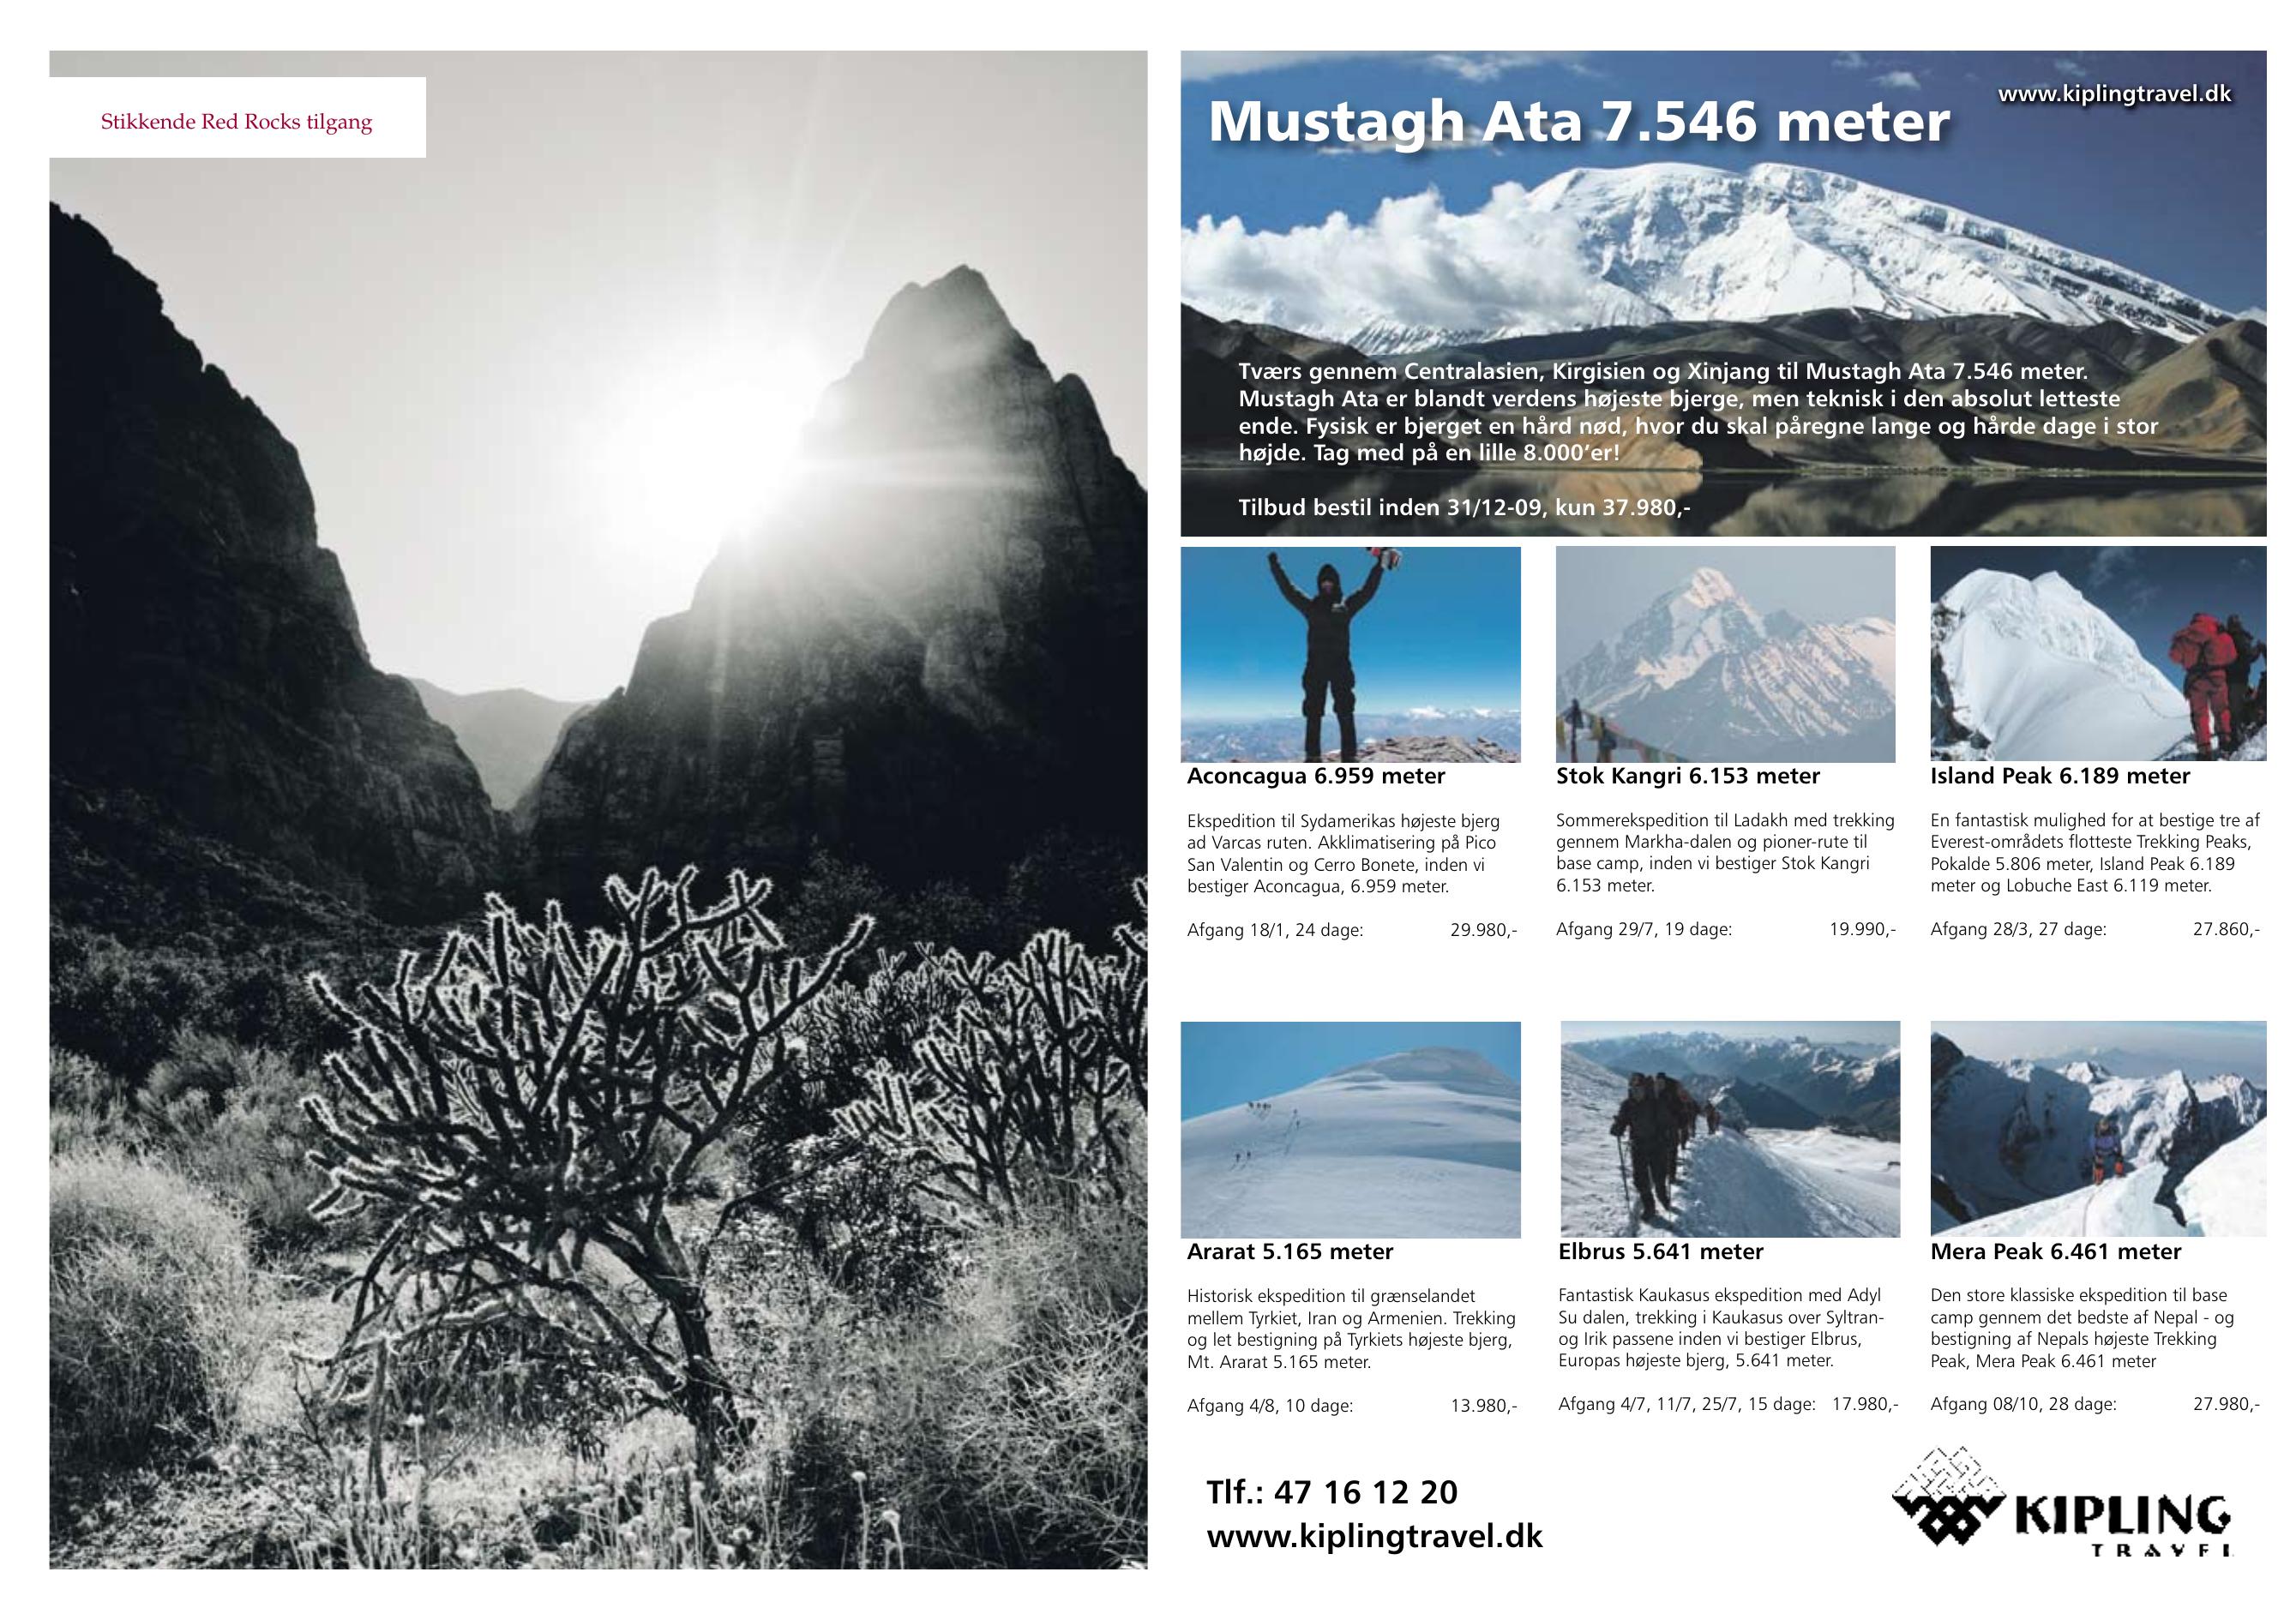 Stikkende Red Rocks tilgang
www.kiplingtravel.dk
Mustagh Ata 7.546 meter
Tværs gennem Centralasien, Kirgisien og Xinjang til Mustagh Ata 7.546 meter.
Mustagh Ata er blandt verdens højeste bjerge, men teknisk i den absolut letteste
ende. Fysisk er bjerget en hård nød, hvor du skal påregne lange og hårde dage i stor
højde. Tag med på en lille 8.000’er!
Tilbud bestil inden 31/12-09, kun 37.980,-
Aconcagua 6.959 meter
Ekspedition til Sydamerikas højeste bjerg
ad Varcas ruten. Akklimatisering på Pico
San Valentin og Cerro Bonete, inden vi
bestiger Aconcagua, 6.959 meter.
Afgang 18/1, 24 dage: 29.980,-
Stok Kangri 6.153 meter
Sommerekspedition til Ladakh med trekking
gennem Markha-dalen og pioner-rute til
base camp, inden vi bestiger Stok Kangri
6.153 meter.
Afgang 29/7, 19 dage: 19.990,-
Island Peak 6.189 meter
En fantastisk mulighed for at bestige tre af
Everest-områdets flotteste Trekking Peaks,
Pokalde 5.806 meter, Island Peak 6.189
meter og Lobuche East 6.119 meter.
Afgang 28/3, 27 dage: 27.860,-
Ararat 5.165 meter
Historisk ekspedition til grænselandet
mellem Tyrkiet, Iran og Armenien. Trekking
og let bestigning på Tyrkiets højeste bjerg,
Mt. Ararat 5.165 meter.
Afgang 4/8, 10 dage: 13.980,-
Elbrus 5.641 meter
Fantastisk Kaukasus ekspedition med Adyl
Su dalen, trekking i Kaukasus over Syltran-
og Irik passene inden vi bestiger Elbrus,
Europas højeste bjerg, 5.641 meter.
Afgang 4/7, 11/7, 25/7, 15 dage: 17.980,-
Mera Peak 6.461 meter
Den store klassiske ekspedition til base
camp gennem det bedste af Nepal - og
bestigning af Nepals højeste Trekking
Peak, Mera Peak 6.461 meter
Afgang 08/10, 28 dage: 27.980,-
Tlf.: 47 16 12 20
www.kiplingtravel.dk
KIPLING
TRAVEL